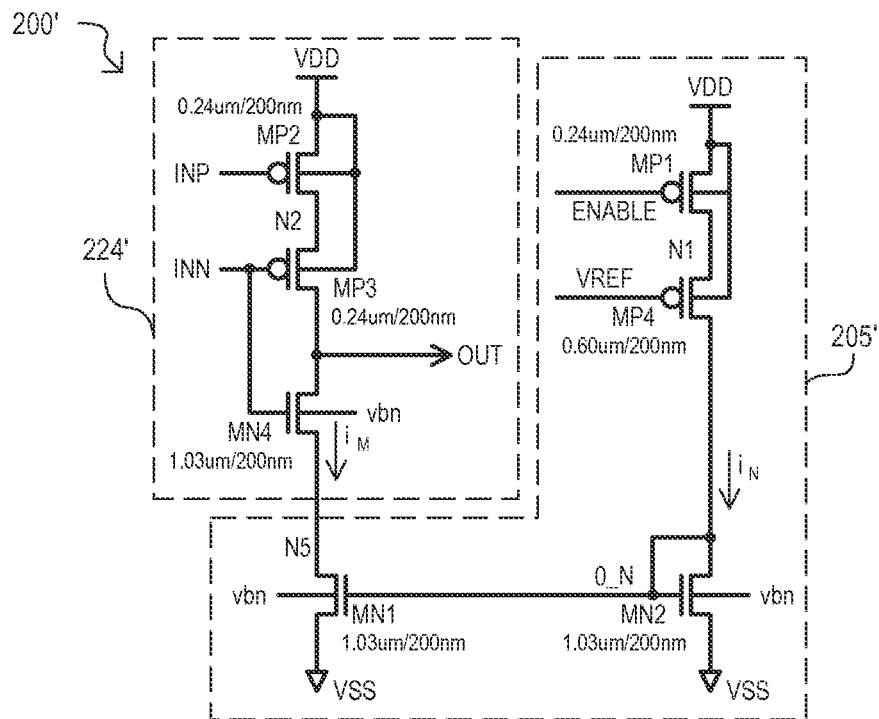 200'
VDD
0.24um/200nm
MP2
INP
N2
INN
MP3
0.24um/200nm
224'
OUT
MN4
vbn
1.03um/200nm
i M
VDD
0.24um/200nm
MP1
ENABLE
N1
VREF
MP4
0.60um/200nm
205'
i N
N5
0_N
vbn
MN1
MN2
vbn
1.03um/200nm
1.03um/200nm
VSS
VSS